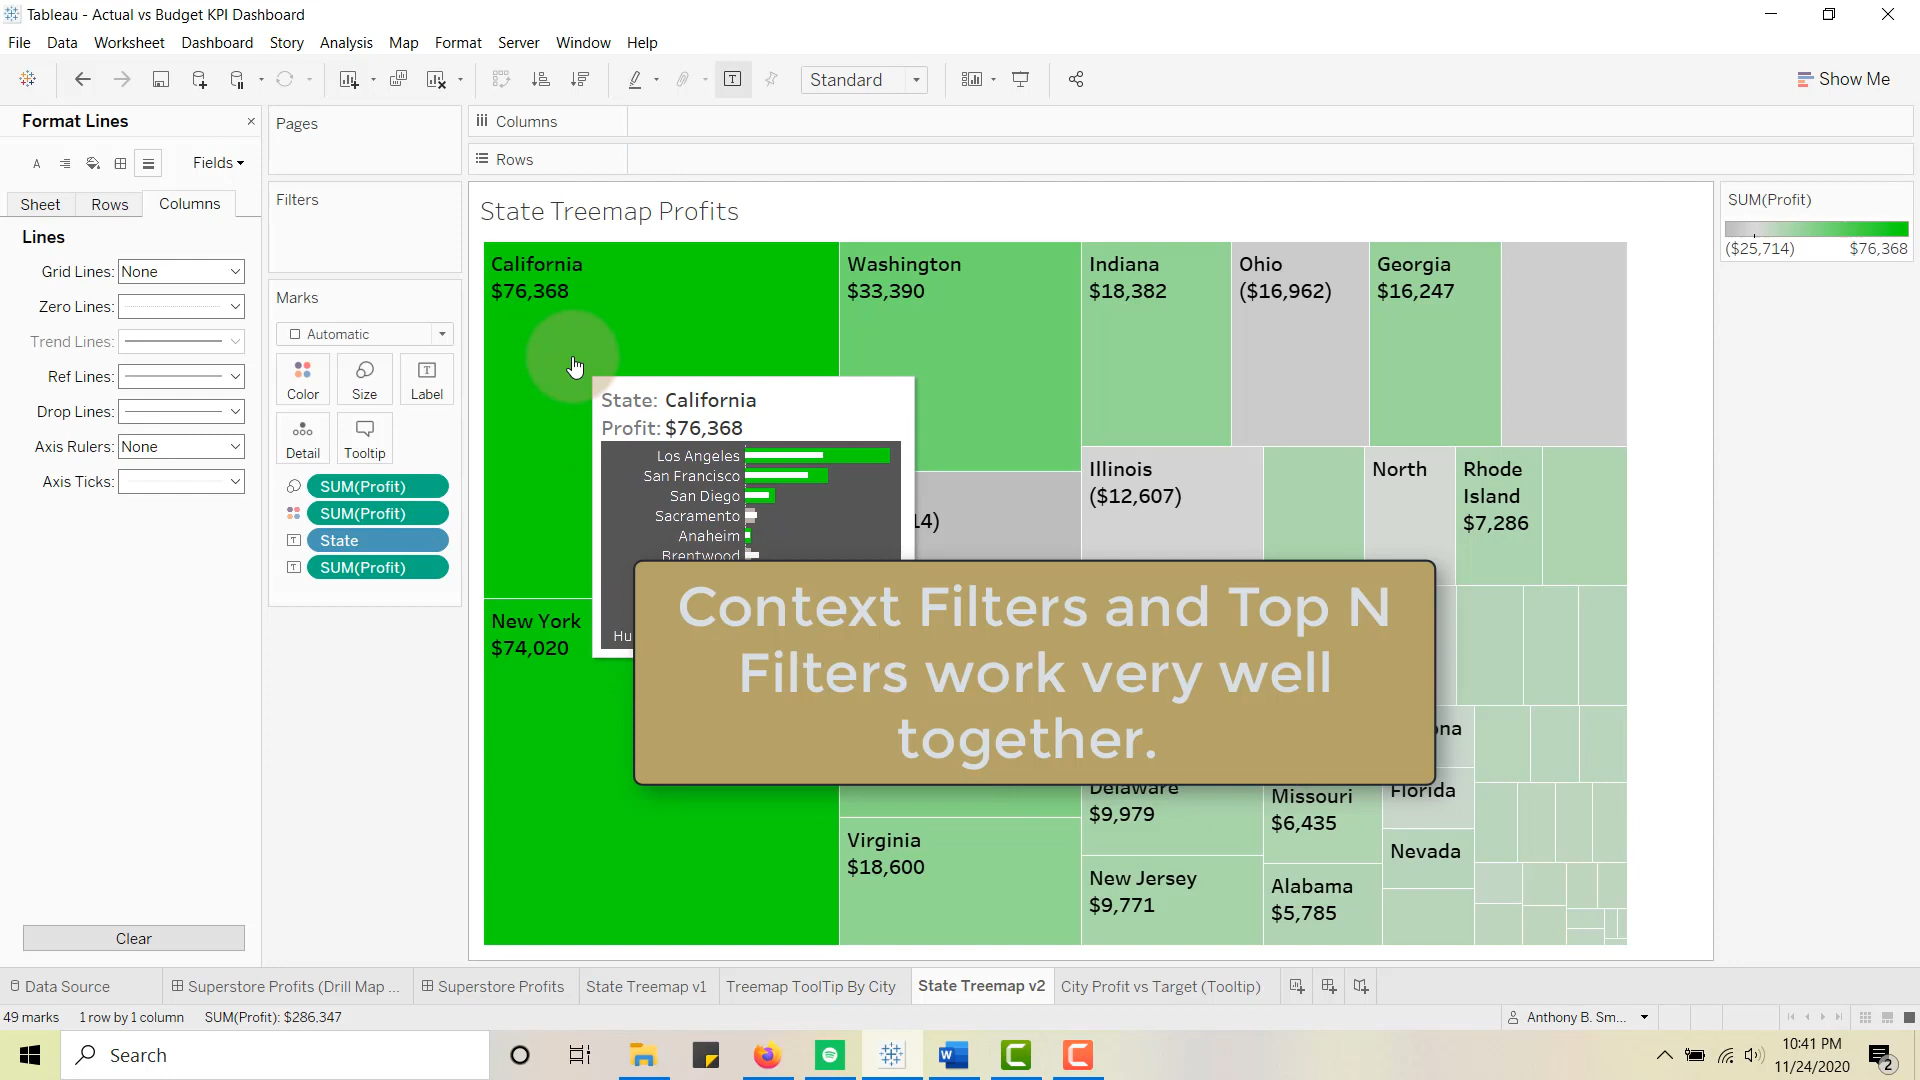 Tableau - Actual vs Budget KPI Dashboard
File Data Worksheet Dashboard Story Analysis Map Format Server Window Help
Standard
Show Me
Format Lines
Fields
Sheet Rows Columns
Lines
Grid Lines: None
Zero Lines:
Trend Lines:
Ref Lines:
Drop Lines:
Axis Rulers: None
Axis Ticks:
Clear
Pages
Filters
Marks
Automatic
Color Size Label
Detail Tooltip
SUM(Profit)
SUM(Profit)
State
SUM(Profit)
Columns
Rows
State Treemap Profits
California
$76,368
New York
$74,020
Washington
$33,390
14)
Virginia
$18,600
Indiana
$18,382
Ohio
($16,962)
Georgia
$16,247
Illinois
($12,607)
North
Rhode
Island
$7,286
Delaware
$9,979
New Jersey
$9,771
Missouri
$6,435
Alabama
$5,785
ona
Florida
Nevada
State: California
Profit: $76,368
Los Angeles
San Francisco
San Diego
Sacramento
Anaheim
Brentwood
Hu
Context Filters and Top N
Filters work very well
together.
SUM(Profit)
($25,714) $76,368
Data Source Superstore Profits (Drill Map ... Superstore Profits State Treemap v1 Treemap ToolTip By City State Treemap v2 City Profit vs Target (Tooltip)
49 marks 1 row by 1 column SUM(Profit): $286,347
Anthony B. Sm...
Search
10:41 PM
11/24/2020
2